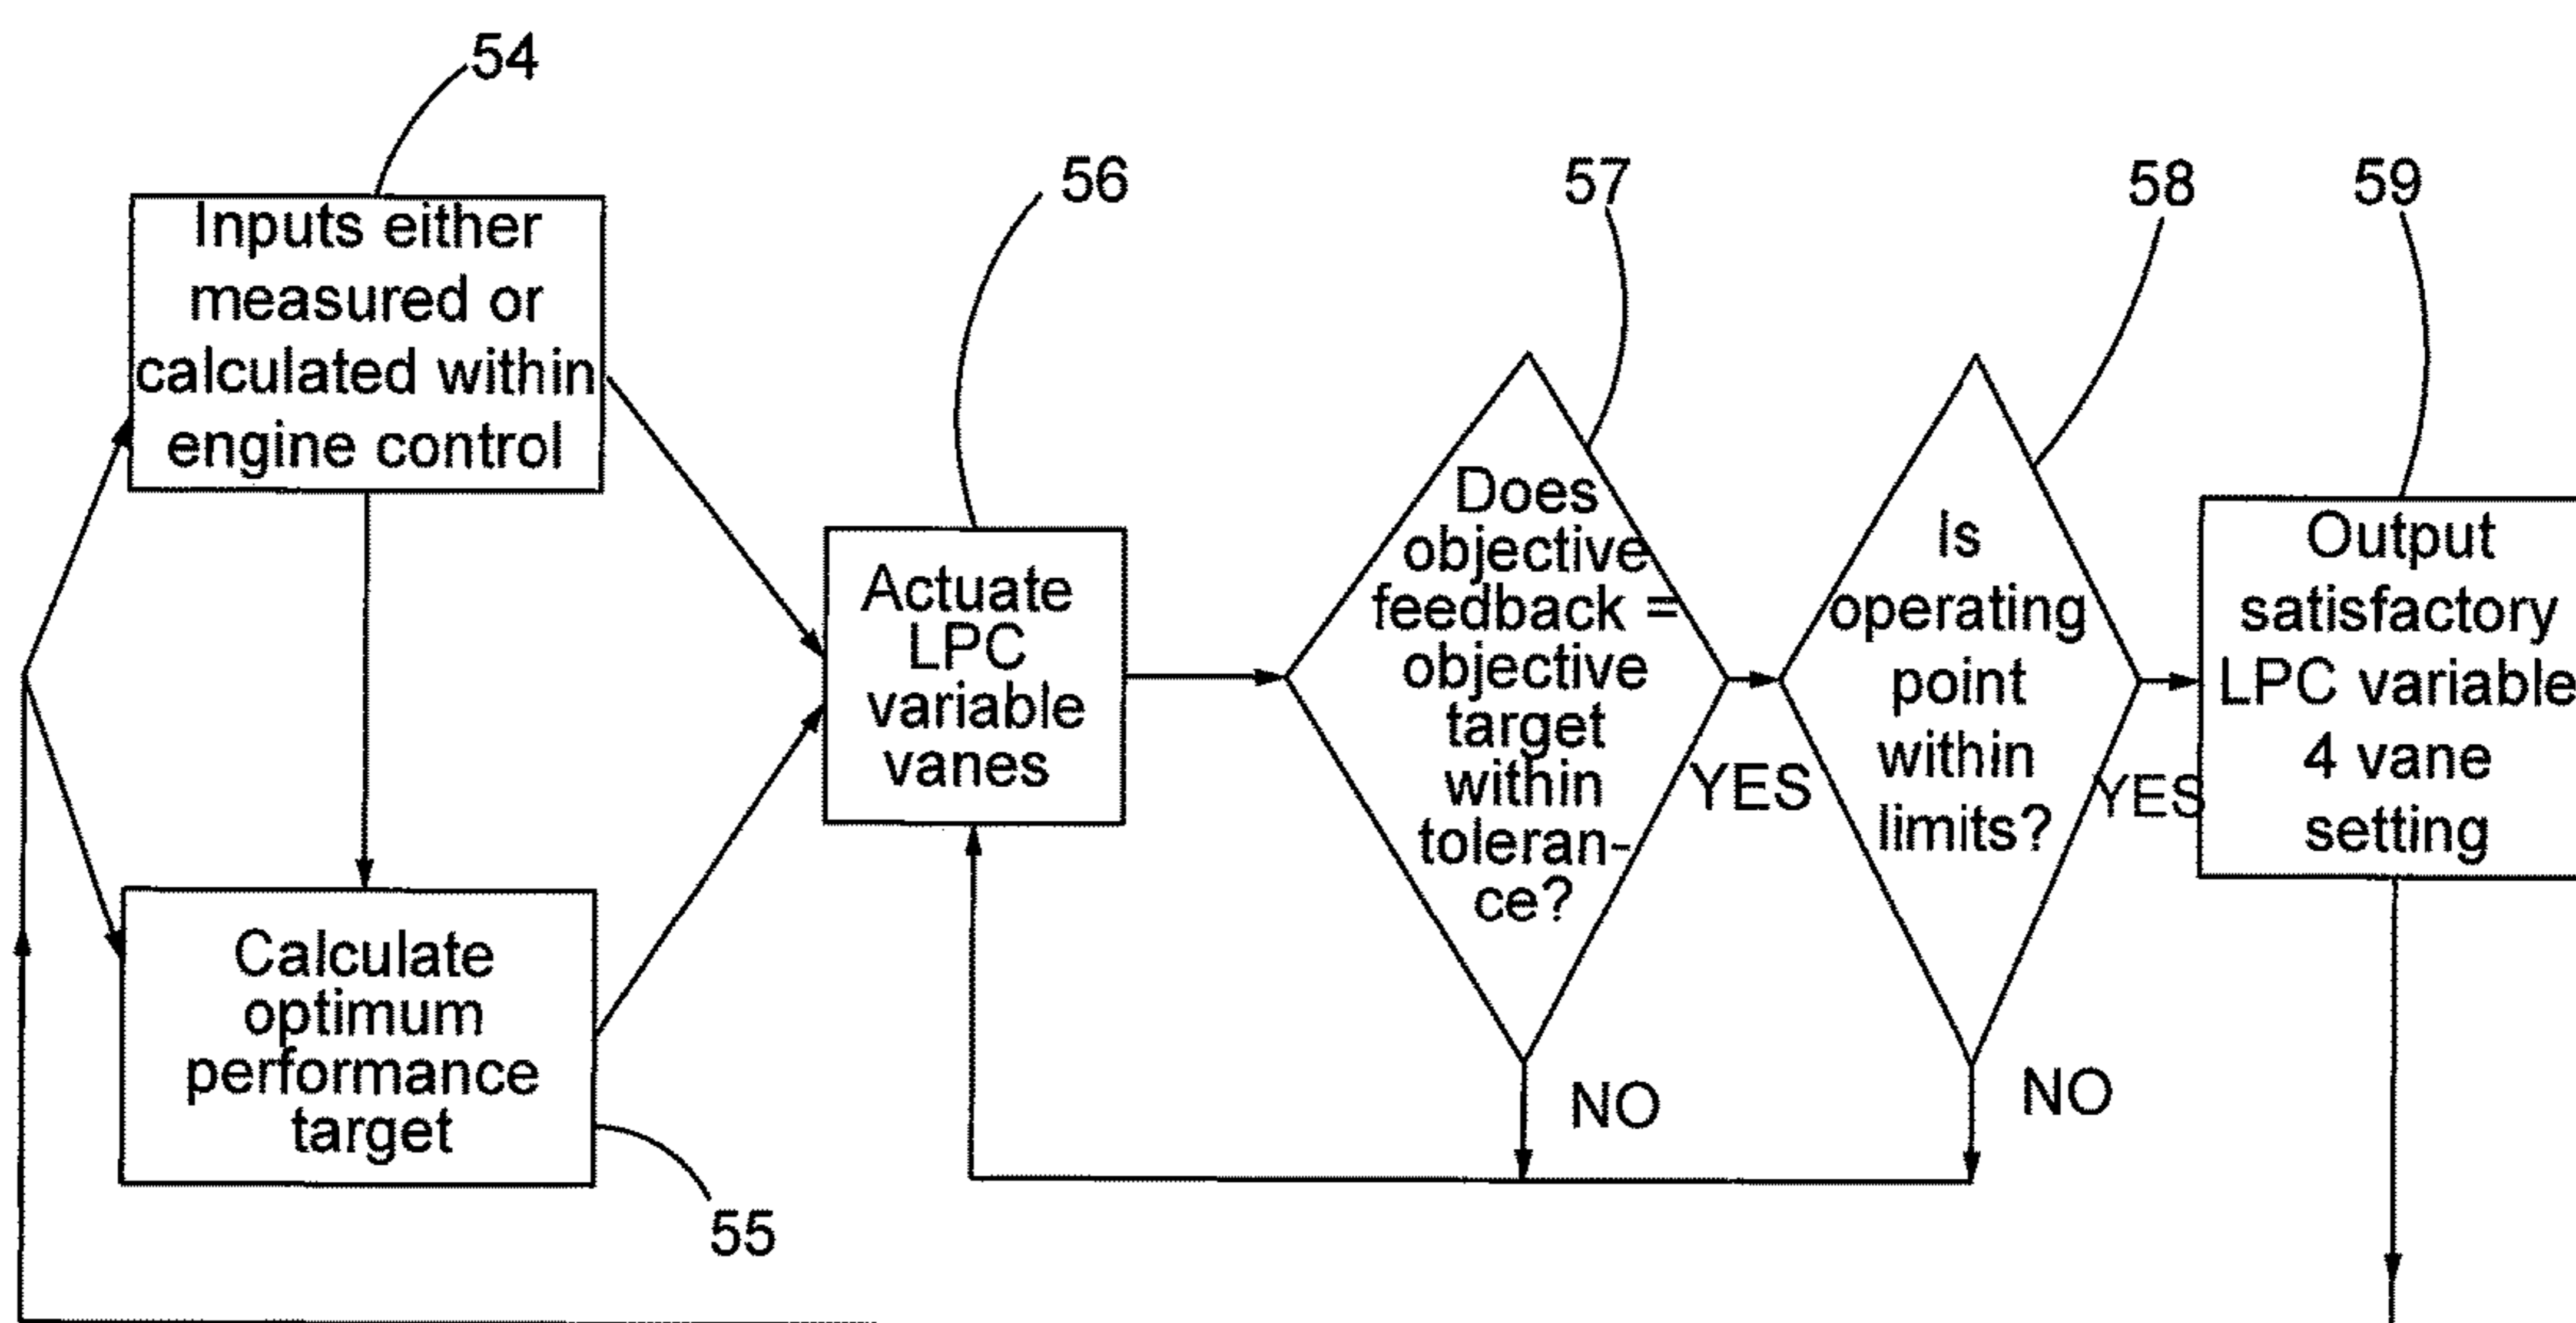 54
Inputs either
measured or
calculated within
engine control
56
Actuate
LPC
variable
vanes
57
Does
objective
feedback =
objective
target
within
toleran-
ce?
YES
NO
58
Is
operating
point
within
limits?
YES
NO
59
Output
satisfactory
LPC variable
4 vane
setting
Calculate
optimum
performance
target
55